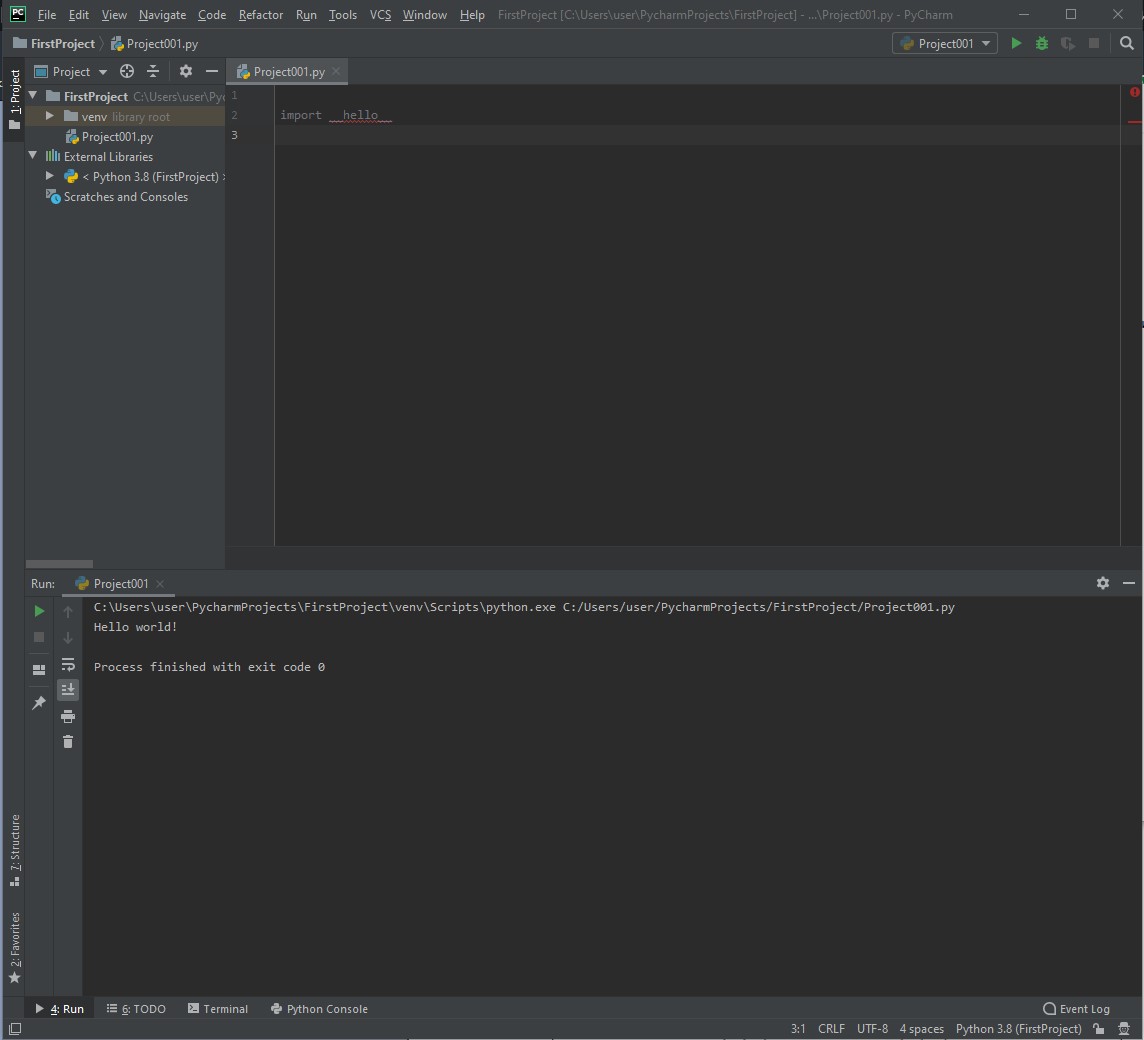 PC File Edit View Navigate Code Refactor Run Tools VCS Window Help FirstProject [C:\Users\user\PycharmProjects\FirstProject] - ...\Project001.py - PyCharm
FirstProject Project001.py Project001
1: Project
Project
Project001.py
FirstProject C:\Users\user\Pyc
venv library root
Project001.py
External Libraries
< Python 3.8 (FirstProject) >
Scratches and Consoles
1
2 import __hello__
3
Run: Project001
C:\Users\user\PycharmProjects\FirstProject\venv\Scripts\python.exe C:/Users/user/PycharmProjects/FirstProject/Project001.py
Hello world!
Process finished with exit code 0
7: Structure
2: Favorites
4: Run 6: TODO Terminal Python Console Event Log
3:1 CRLF UTF-8 4 spaces Python 3.8 (FirstProject)